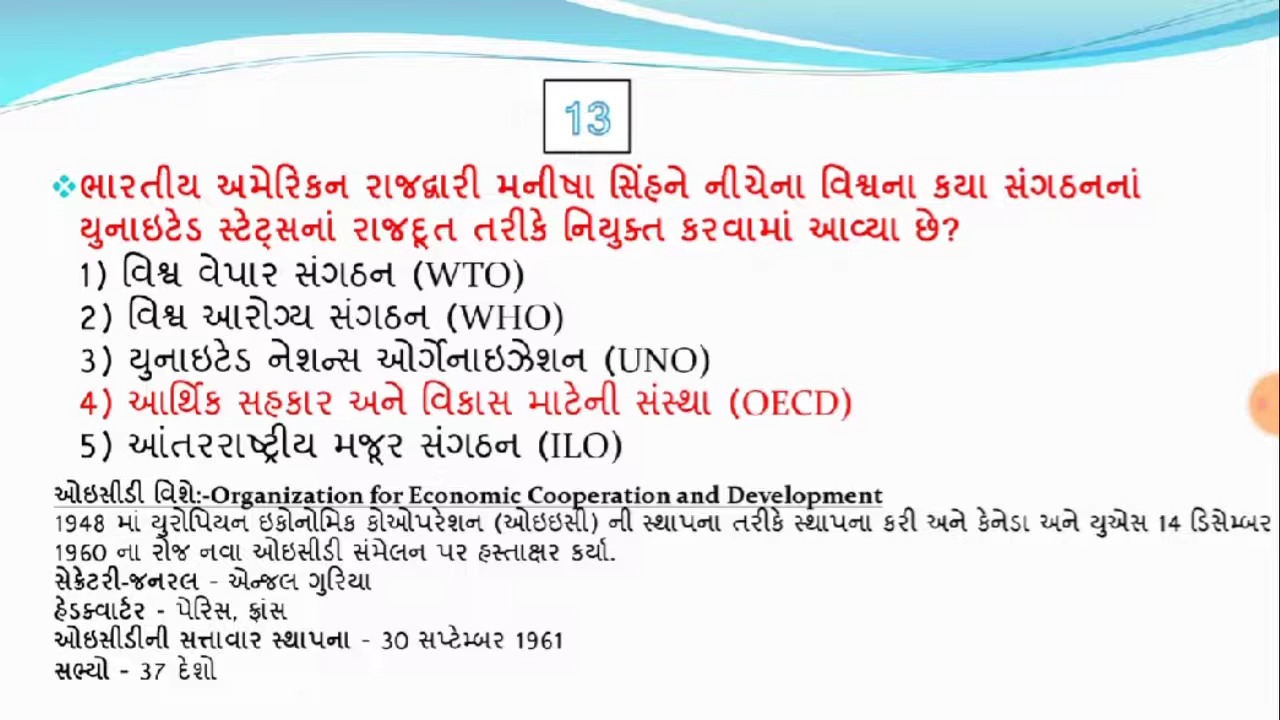 13
ભારતીય અમેરિકન રાજદ્વારી મનીષા સિંહને નીચેના વિશ્વના કયા સંગઠનનાં
યુનાઇટેડ સ્ટેટ્સનાં રાજદૂત તરીકે નિયુક્ત કરવામાં આવ્યા છે?
1) વિશ્વ વેપાર સંગઠન (WTO)
2) વિશ્વ આરોગ્ય સંગઠન (WHO)
3) યુનાઇટેડ નેશન્સ ઓર્ગેનાઇઝેશન (UNO)
4) આર્થિક સહકાર અને વિકાસ માટેની સંસ્થા (OECD)
5) આંતરરાષ્ટ્રીય મજૂર સંગઠન (ILO)
ઓઇસીડી વિશે:-Organization for Economic Cooperation and Development
1948 માં યુરોપિયન ઇકોનોમિક કોઓપરેશન (ઓઇઇસી) ની સ્થાપના તરીકે સ્થાપના કરી અને કેનેડા અને યુએસ 14 ડિસેમ્બર
1960 ના રોજ નવા ઓઇસીડી સંમેલન પર હસ્તાક્ષર કર્યા.
સેક્રેટરી-જનરલ - એન્જલ ગુરિયા
હેડક્વાર્ટર - પેરિસ, ફ્રાંસ
ઓઇસીડીની સત્તાવાર સ્થાપના - 30 સપ્ટેમ્બર 1961
સભ્યો - 37 દેશો